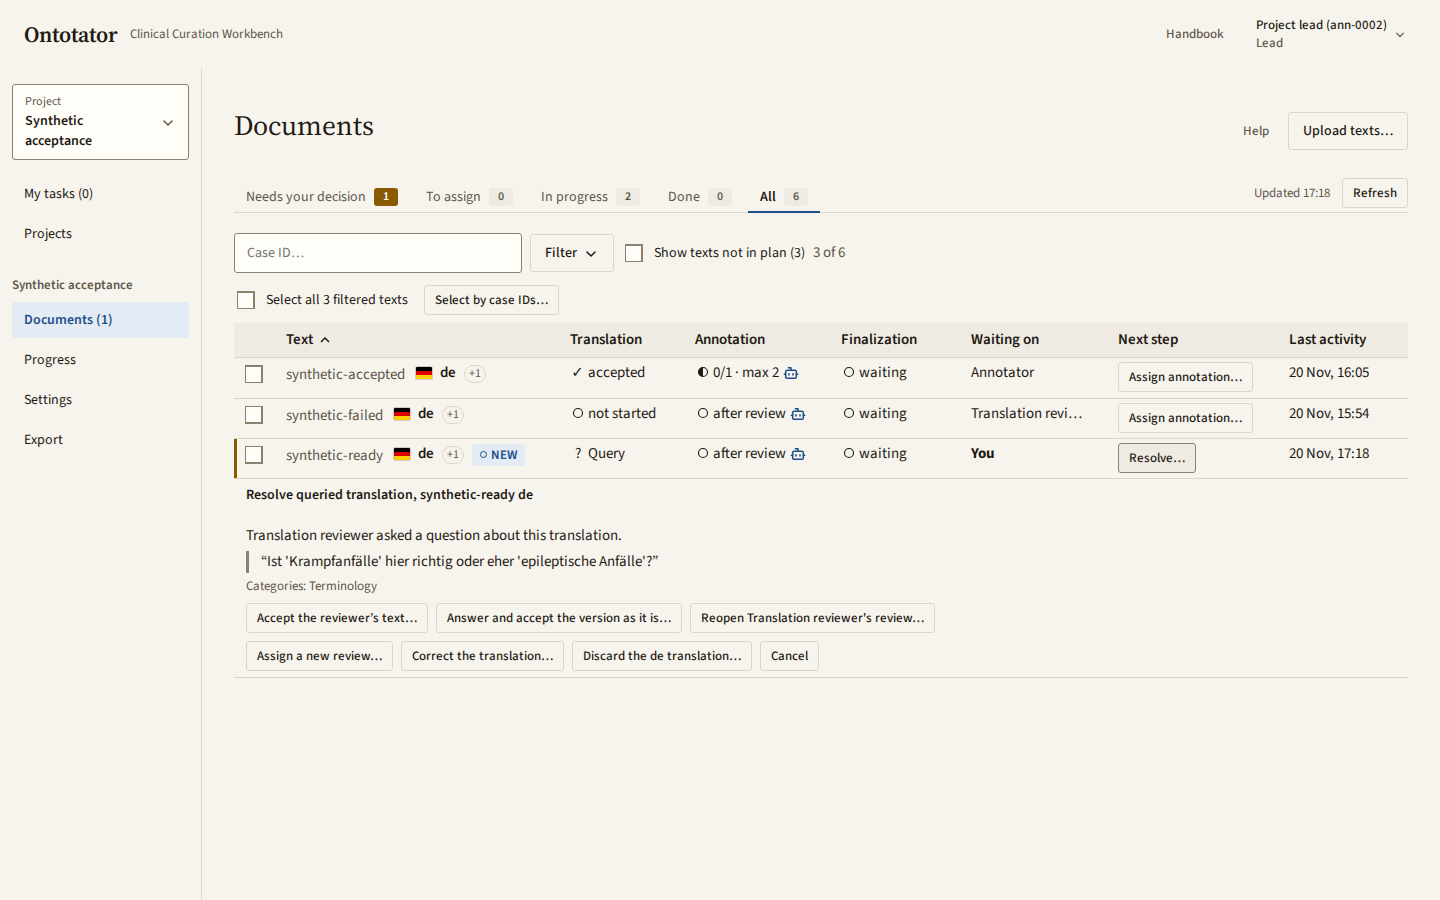 Ontotator Clinical Curation Workbench
Handbook
Project lead (ann-0002)
Lead
Project
Synthetic
acceptance
My tasks (0)
Projects
Synthetic acceptance
Documents (1)
Progress
Settings
Export
Documents
Help
Upload texts…
Needs your decision 1
To assign 0
In progress 2
Done 0
All 6
Updated 17:18
Refresh
Case ID…
Filter
Show texts not in plan (3) 3 of 6
Select all 3 filtered texts
Select by case IDs…
Text Translation Annotation Finalization Waiting on Next step Last activity
synthetic-accepted de +1 ✓ accepted 0/1 · max 2 waiting Annotator Assign annotation… 20 Nov, 16:05
synthetic-failed de +1 not started after review waiting Translation revi… Assign annotation… 20 Nov, 15:54
synthetic-ready de +1 NEW ? Query after review waiting You Resolve… 20 Nov, 17:18
Resolve queried translation, synthetic-ready de
Translation reviewer asked a question about this translation.
“Ist 'Krampfanfälle' hier richtig oder eher 'epileptische Anfälle'?”
Categories: Terminology
Accept the reviewer's text… Answer and accept the version as it is… Reopen Translation reviewer's review…
Assign a new review… Correct the translation… Discard the de translation… Cancel